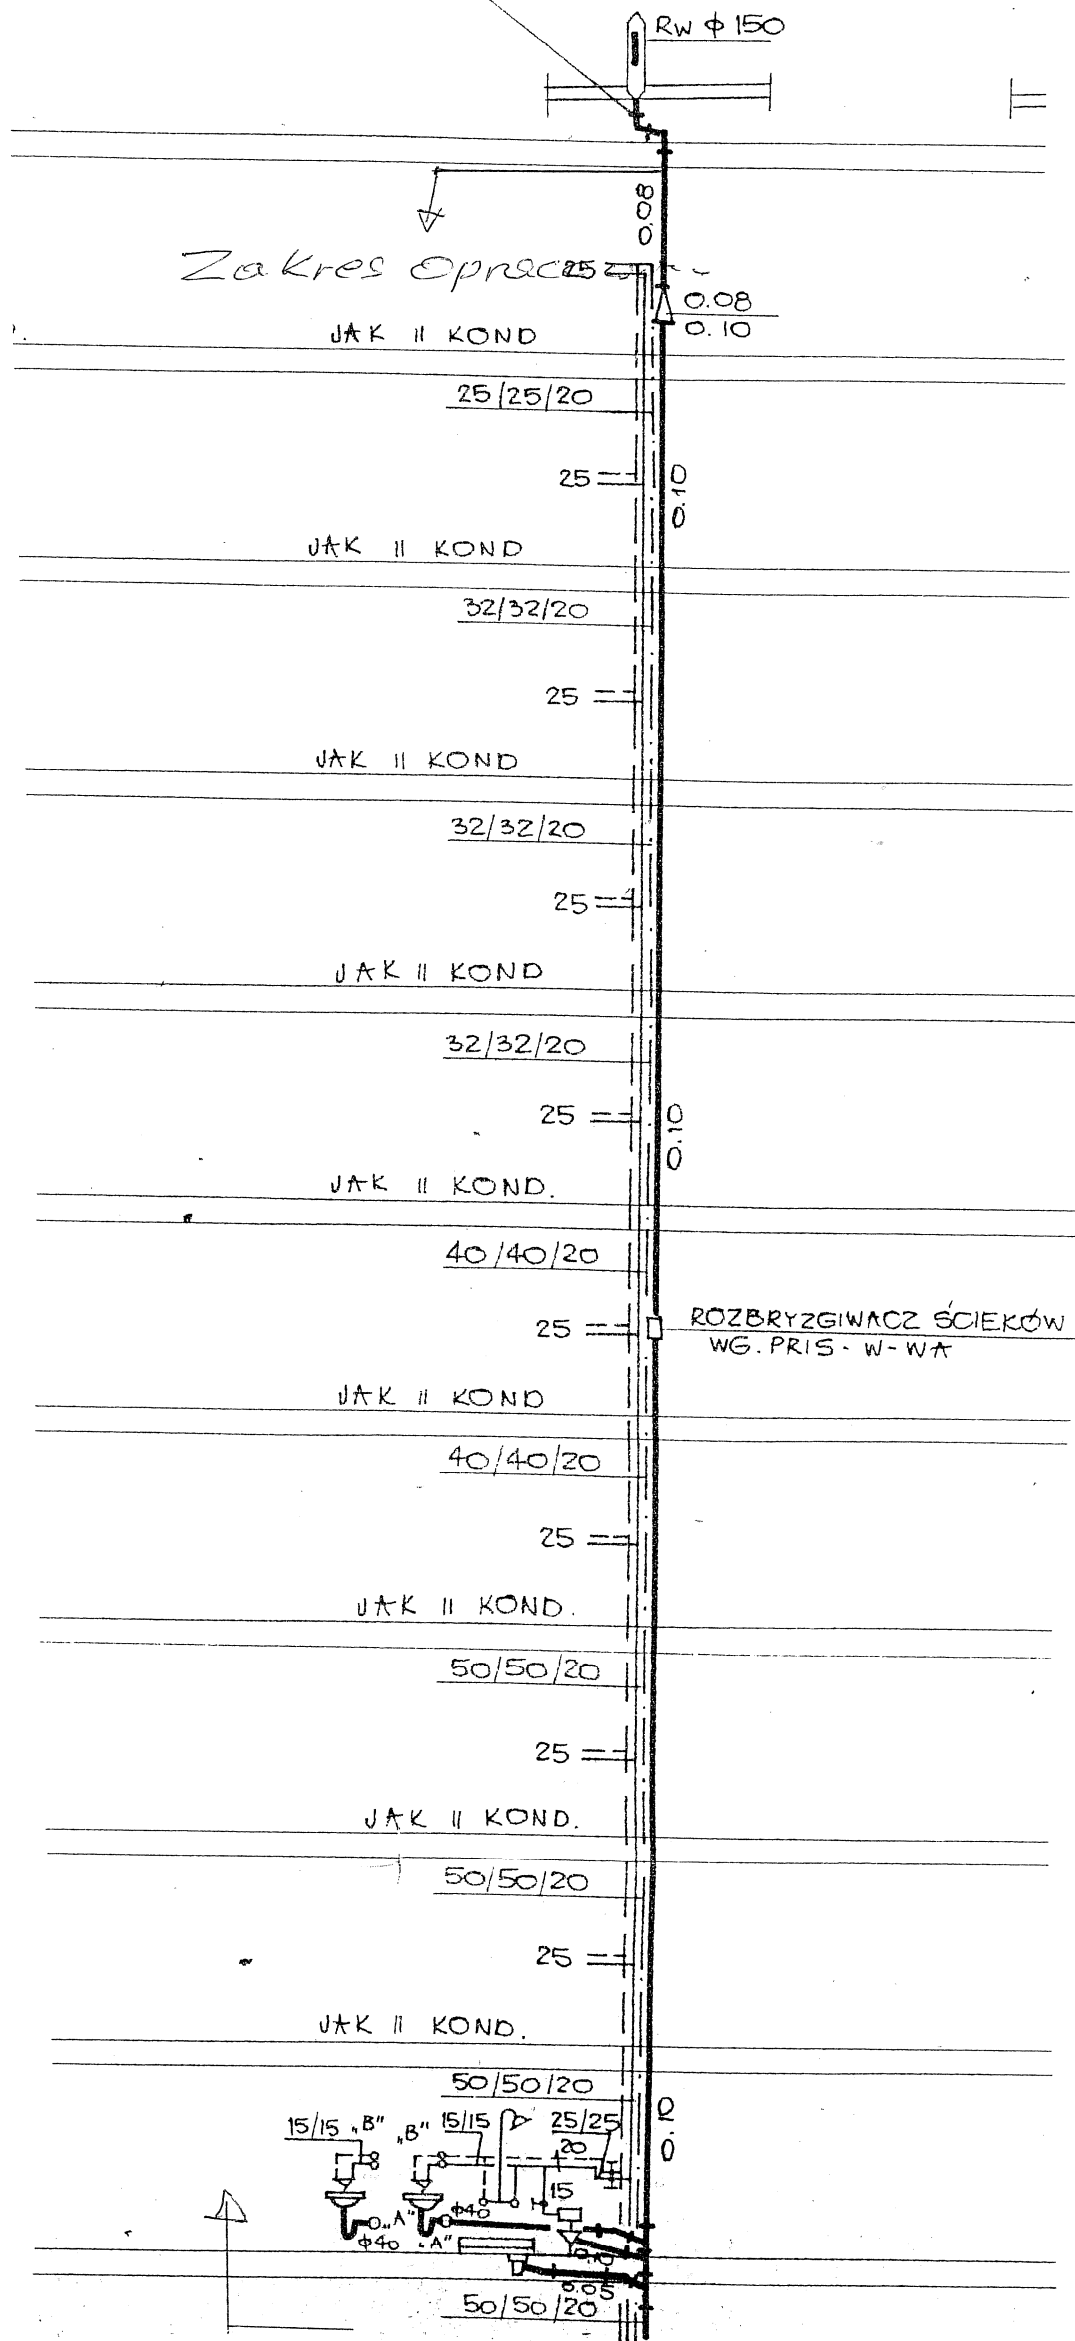 RW ϕ 150
0.08
Zakres
25
0.08
0.10
JAK II KOND
25/25/20
25
0.10
JAK II KOND
32/32/20
25
JAK II KOND
32/32/20
25
JAK II KOND
32/32/20
25
0.10
JAK II KOND.
40/40/20
25
ROZBRYZGIWACZ ŚCIEKÓW
WG. PRIS - W-WA
JAK II KOND
40/40/20
25
JAK II KOND.
50/50/20
25
JAK II KOND.
50/50/20
25
JAK II KOND.
50/50/20
15/15 „B"
„B"
15/15
25/25
20
15
„A"
ϕ40
ϕ40
„A"
0.10
0.05
50/50/20